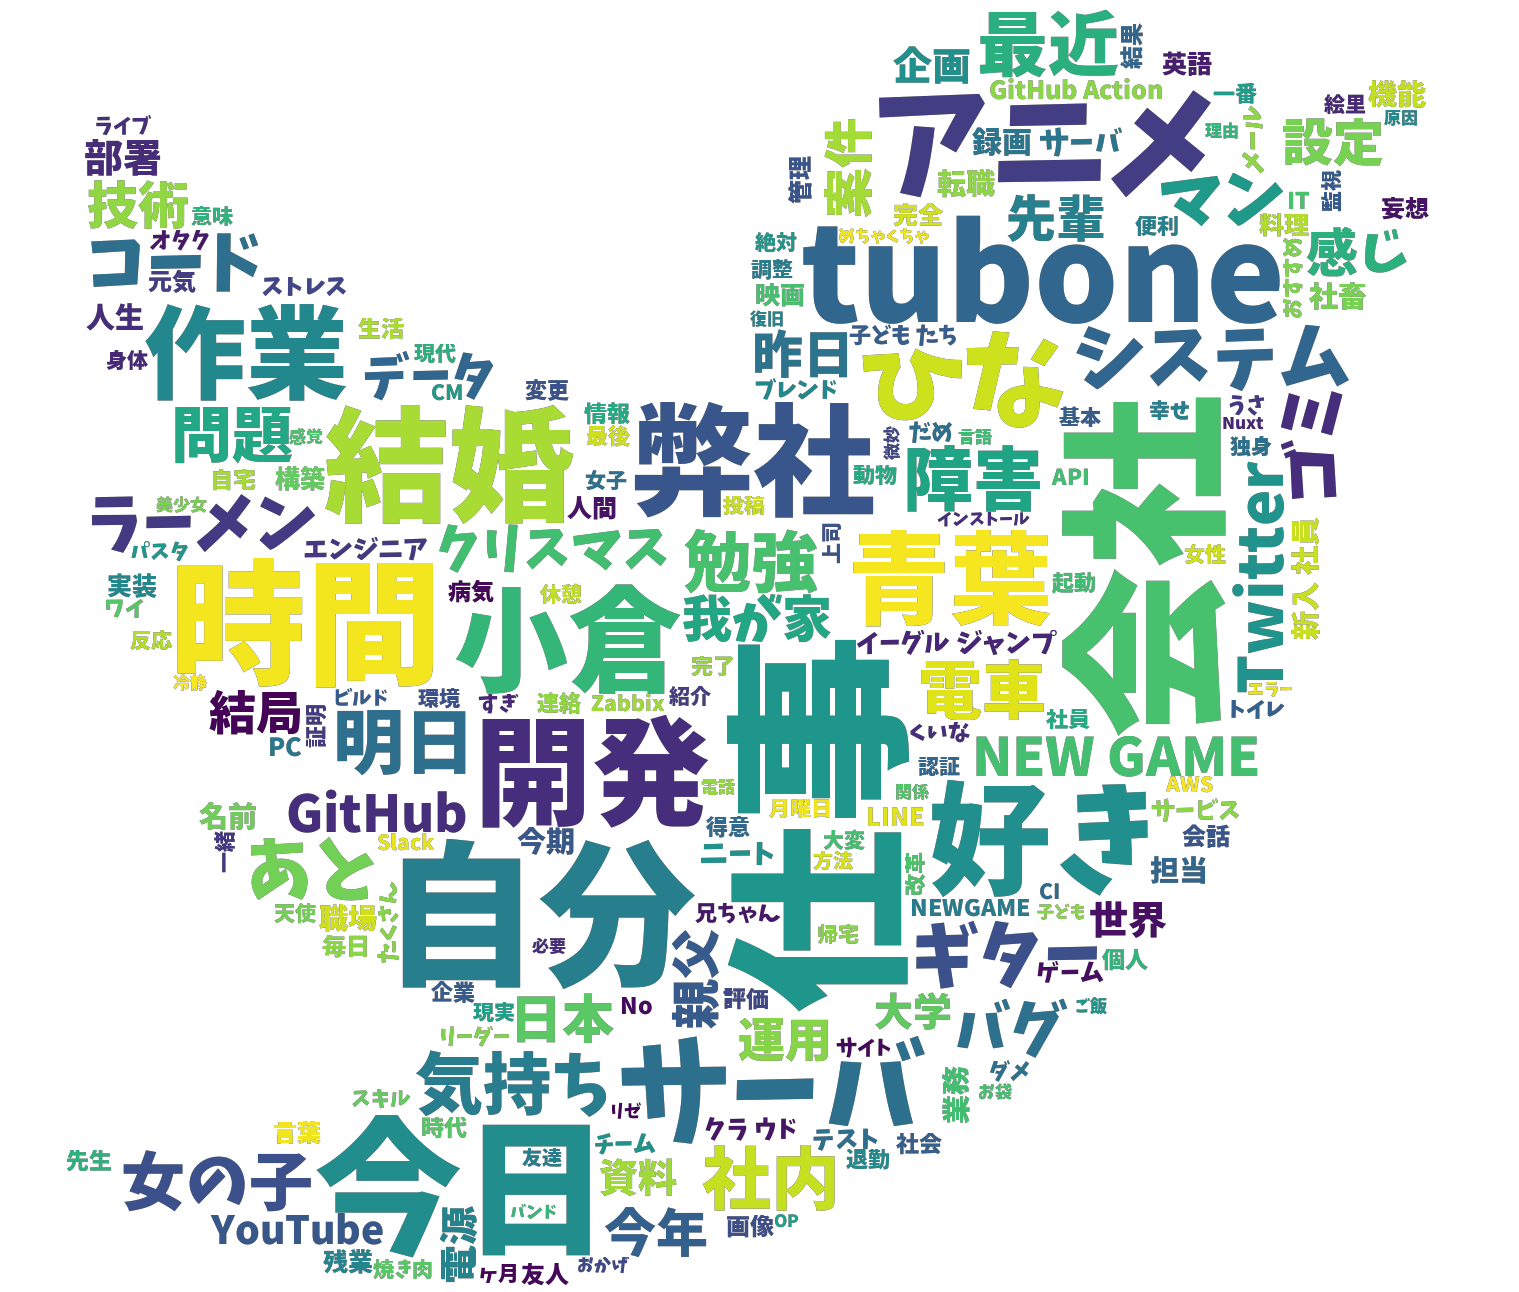 最近
結果
企画
英語
GitHub Action
一番
絵里
機能
原因
アニメ
ライブ
部署
案件
録画
サーバ
理由
メール
設定
管理
転職
マン
IT
監視
妄想
技術
意味
完全
先輩
便利
料理
オタク
コード
絶対
めちゃくちゃ
tubone
おすすめ
感じ
元気
ストレス
調整
映画
社畜
人生
作業
生活
復旧
子ども
たち
身体
データ
現代
CM
昨日
ひな
システム
変更
ブレンド
問題
感覚
結婚
情報
最後
弊社
微妙
だめ
言語
基本
幸せ
うさ
Nuxt
ゴミ
独身
自宅
構築
女子
動物
障害
API
会社
美少女
人間
投稿
ラーメン
インストール
Twitter
パスタ
エンジニア
クリスマス
勉強
上司
青葉
女性
新入
社員
実装
ワイ
時間
病気
休憩
小倉
我が家
起動
反応
イーグル
ジャンプ
冷静
完了
電車
エラー
結局
ビルド
環境
すぎ
連絡
Zabbix
紹介
トイレ
証明
PC
明日
開発
仕事
くいな
社員
認証
NEW GAME
電話
関係
AWS
GitHub
月曜日
LINE
好き
サービス
名前
一緒
Slack
今期
得意
大変
会話
あと
ニート
方法
改革
担当
自分
CI
天使
職場
たくさん
兄ちゃん
NEWGAME
子ども
世界
毎日
必要
親父
帰宅
ギター
ゲーム
個人
企業
現実
日本
No
評価
大学
バグ
ご飯
リーダー
運用
サイト
気持ち
サーバ
ダメ
業務
お袋
スキル
リゼ
時代
クラ
ウド
言葉
今日
チーム
テスト
社会
先生
女の子
友達
資料
社内
退勤
YouTube
バンド
今年
画像
OP
電源
残業
焼き肉
ヶ月
友人
おかげ